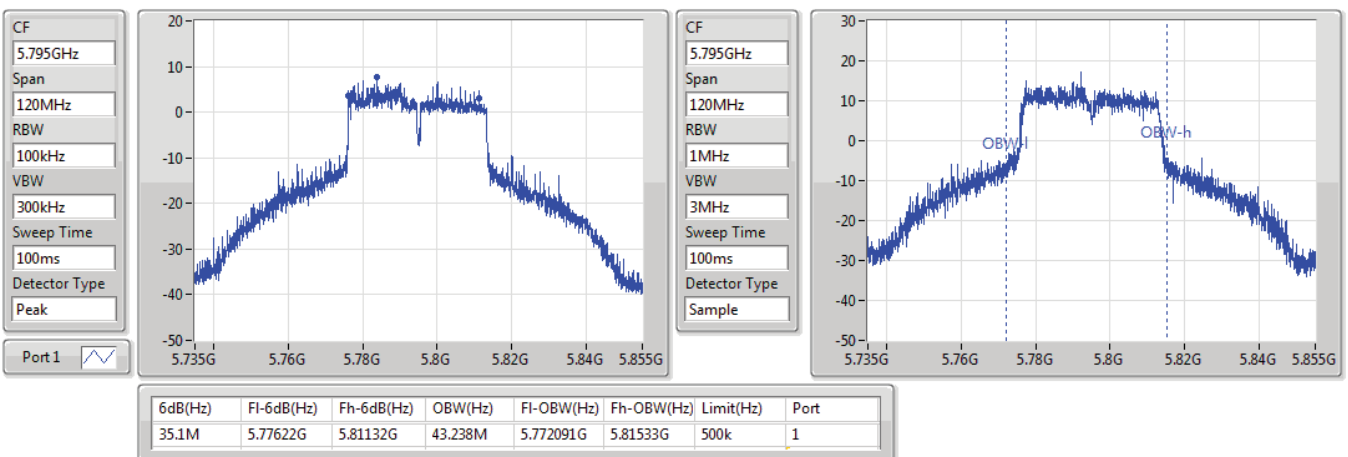 CF
5.795GHz
Span
120MHz
RBW
100kHz
VBW
300kHz
Sweep Time
100ms
Detector Type
Peak
Port 1
20
10
0
-10
-20
-30
-40
-50
5.735G 5.76G 5.78G 5.8G 5.82G 5.84G 5.855G
CF
5.795GHz
Span
120MHz
RBW
1MHz
VBW
3MHz
Sweep Time
100ms
Detector Type
Sample
30
20
10
0
-10
-20
-30
-40
-50
OBW-l
OBW-h
5.735G 5.76G 5.78G 5.8G 5.82G 5.84G 5.855G
6dB(Hz) Fl-6dB(Hz) Fh-6dB(Hz) OBW(Hz) Fl-OBW(Hz) Fh-OBW(Hz) Limit(Hz) Port
35.1M 5.77622G 5.81132G 43.238M 5.772091G 5.81533G 500k 1